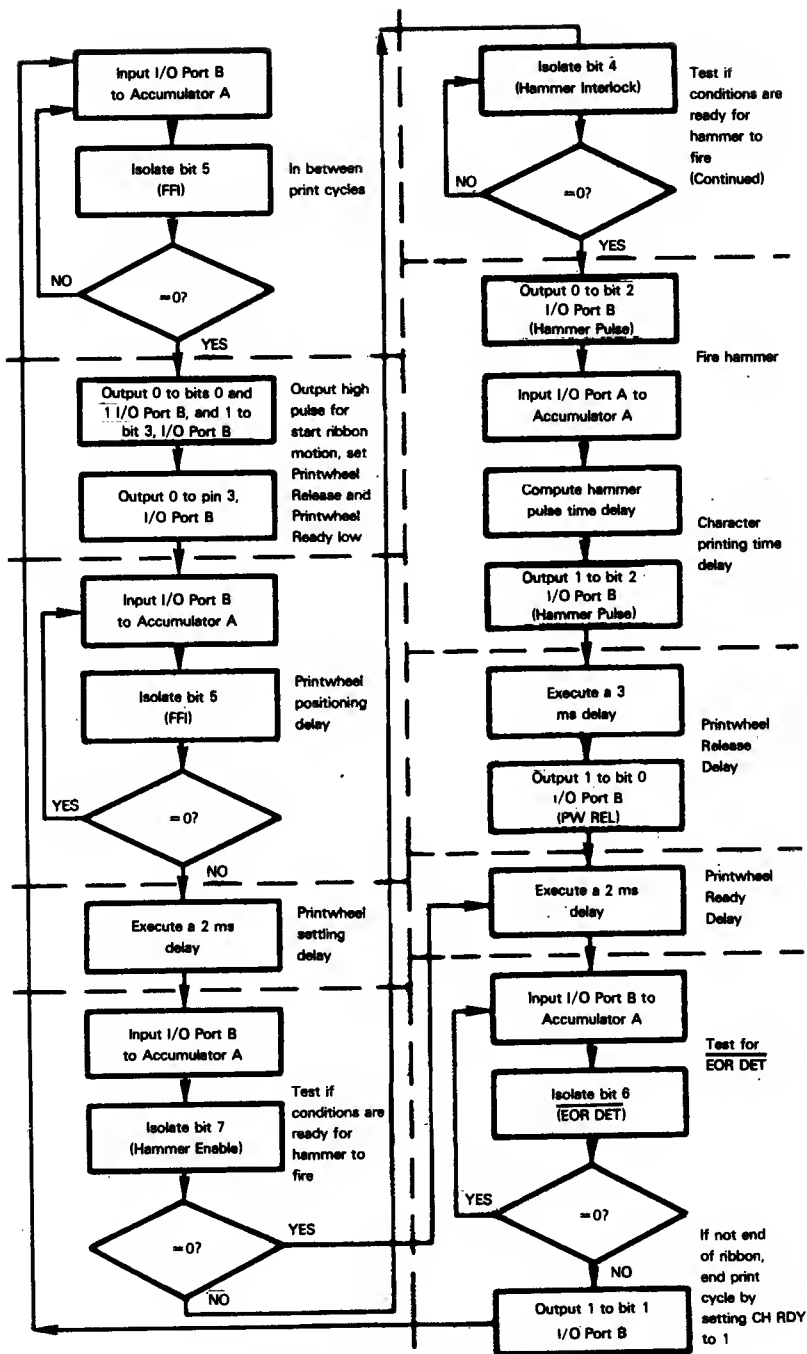 Input I/O Port B
to Accumulator A
Isolate bit 5
(FFI)
In between
print cycles
NO
=0?
YES
Output 0 to bits 0 and
1 I/O Port B, and 1 to
bit 3, I/O Port B
Output 0 to pin 3,
I/O Port B
Output high
pulse for
start ribbon
motion, set
Printwheel
Release and
Printwheel
Ready low
Input I/O Port B
to Accumulator A
Isolate bit 5
(FFI)
Printwheel
positioning
delay
YES
=0?
NO
Execute a 2 ms
delay
Printwheel
settling
delay
Input I/O Port B
to Accumulator A
Isolate bit 7
(Hammer Enable)
Test if
conditions are
ready for
hammer to
fire
YES
=0?
NO
Isolate bit 4
(Hammer Interlock)
Test if
conditions are
ready for
hammer to
fire
(Continued)
NO
=0?
YES
Output 0 to bit 2
I/O Port B
(Hammer Pulse)
Fire hammer
Input I/O Port A to
Accumulator A
Compute hammer
pulse time delay
Character
printing time
delay
Output 1 to bit 2
I/O Port B
(Hammer Pulse)
Execute a 3
ms delay
Printwheel
Release
Delay
Output 1 to bit 0
I/O Port B
(PW REL)
Execute a 2 ms
delay
Printwheel
Ready
Delay
Input I/O Port B to
Accumulator A
Test for
EOR DET
Isolate bit 6
(EOR DET)
YES
=0?
NO
If not end
of ribbon,
end print
cycle by
setting CH RDY
to 1
Output 1 to bit 1
I/O Port B